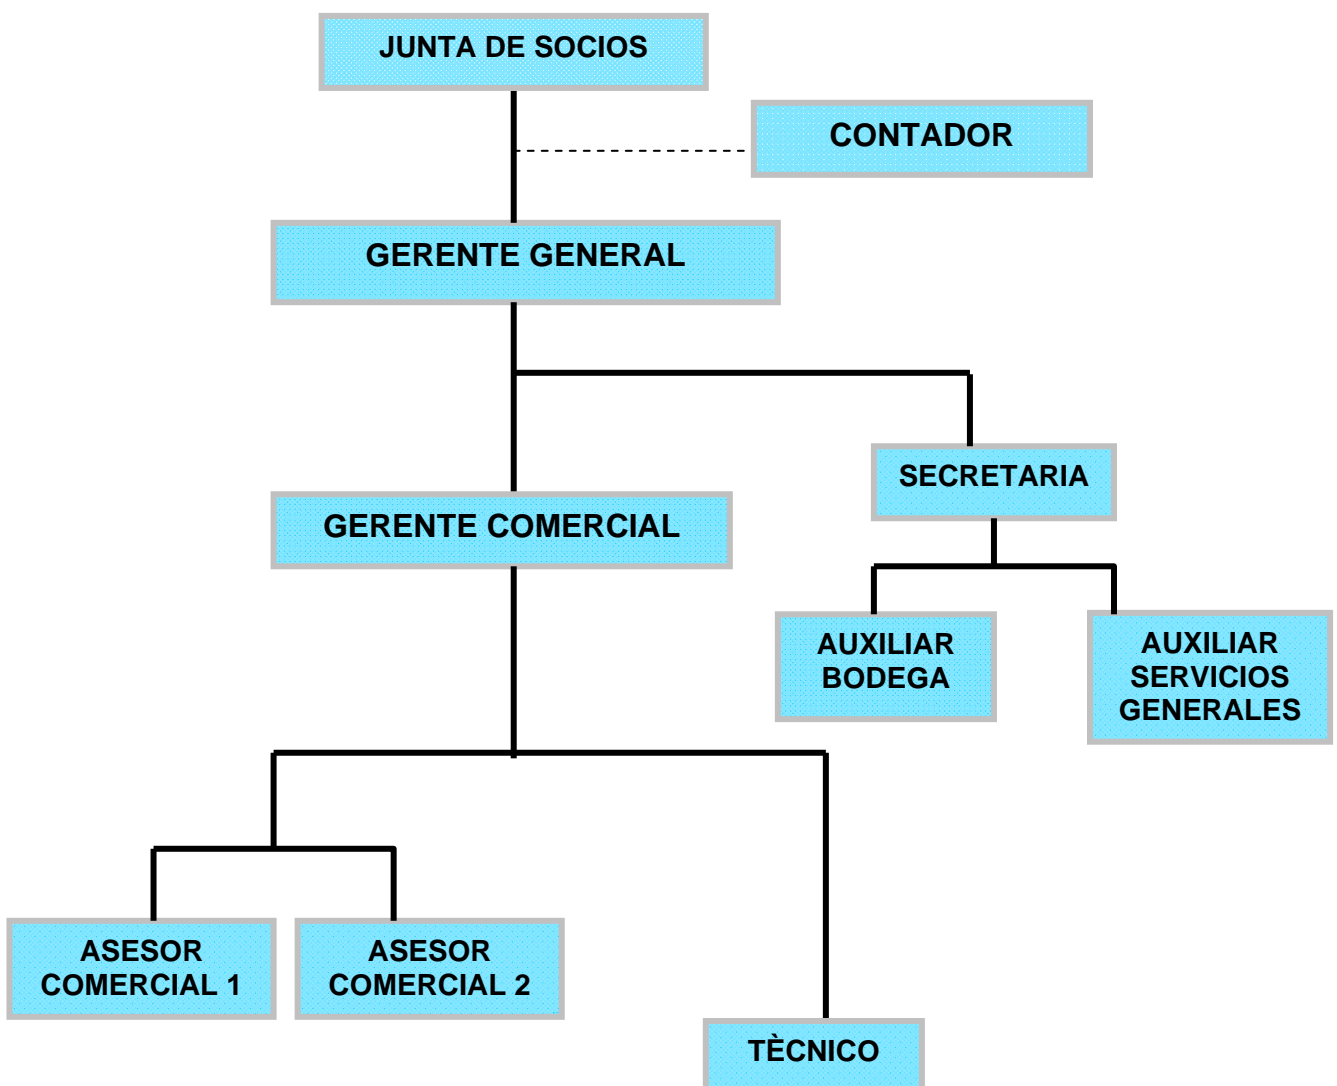 JUNTA DE SOCIOS
CONTADOR
GERENTE GENERAL
SECRETARIA
GERENTE COMERCIAL
AUXILIAR
BODEGA
AUXILIAR
SERVICIOS
GENERALES
ASESOR
COMERCIAL 1
ASESOR
COMERCIAL 2
TÈCNICO